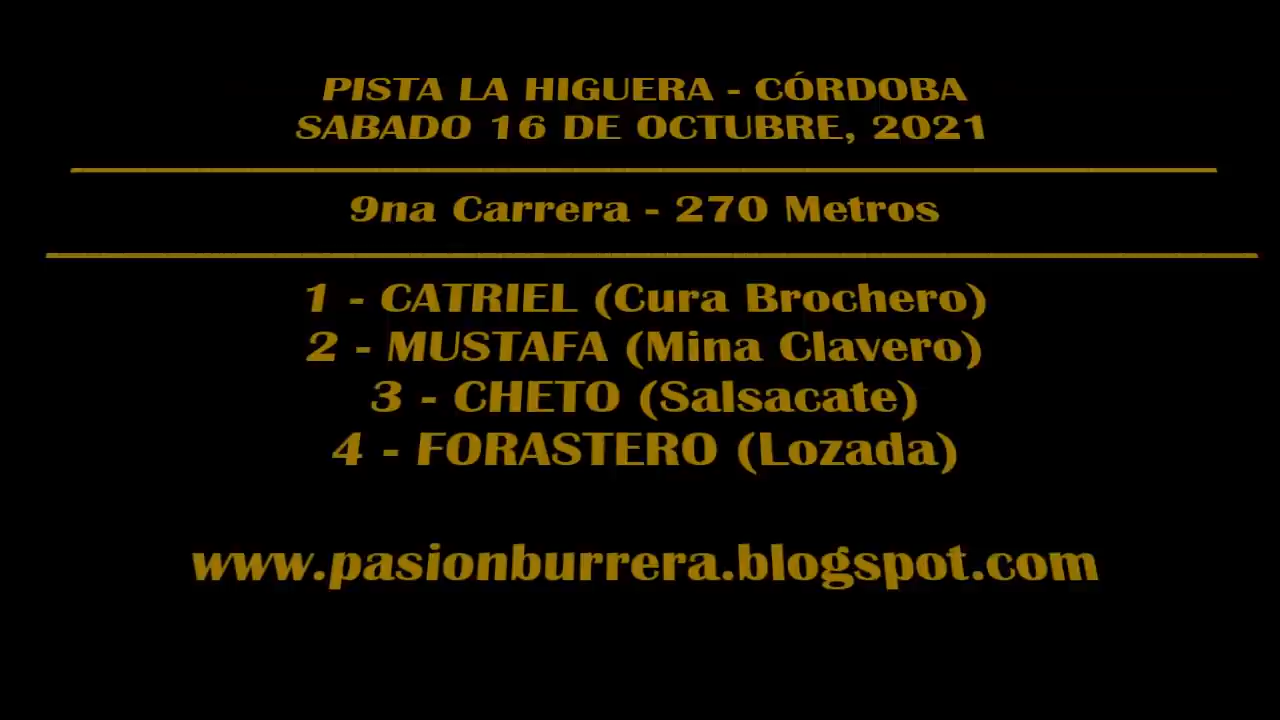 PISTA LA HIGUERA - CÓRDOBA
SABADO 16 DE OCTUBRE, 2021
9na Carrera - 270 Metros
1 - CATRIEL (Cura Brochero)
2 - MUSTAFA (Mina Clavero)
3 - CHETO (Salsacate)
4 - FORASTERO (Lozada)
www.pasionburrera.blogspot.com